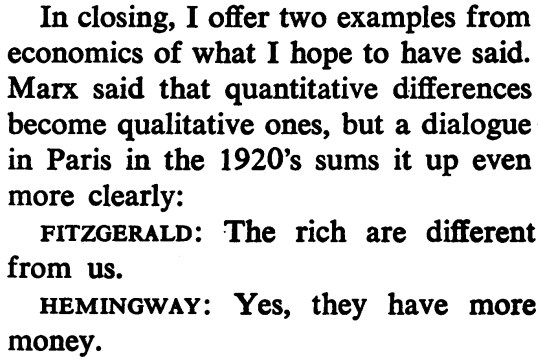 In closing, I offer two examples from
economics of what I hope to have said.
Marx said that quantitative differences
become qualitative ones, but a dialogue
in Paris in the 1920's sums it up even
more clearly:
FITZGERALD: The rich are different
from us.
HEMINGWAY: Yes, they have more
money.